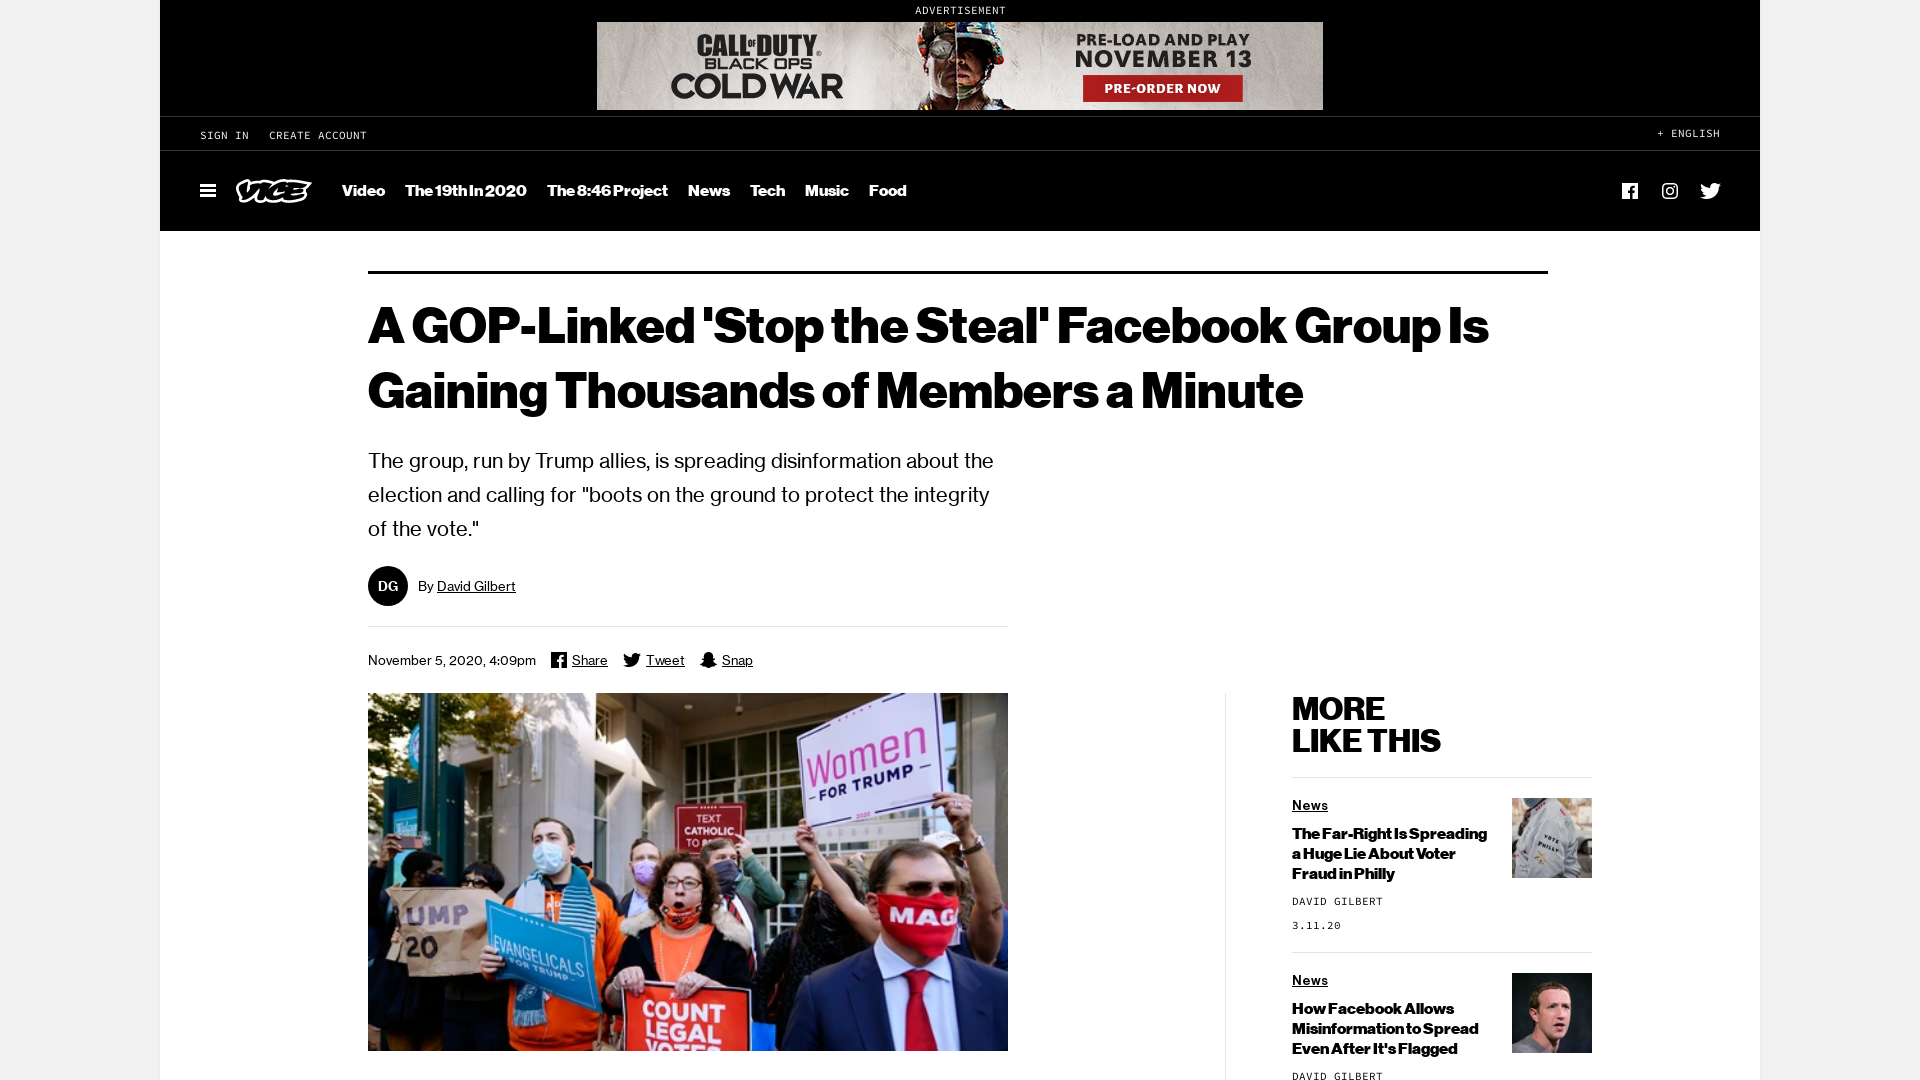 ADVERTISEMENT
CALL OF DUTY
BLACK OPS
COLD WAR
PRE-LOAD AND PLAY
NOVEMBER 13
PRE-ORDER NOW
SIGN IN CREATE ACCOUNT
+ ENGLISH
VICE Video The 19th In 2020 The 8:46 Project News Tech Music Food
A GOP-Linked 'Stop the Steal' Facebook Group Is
Gaining Thousands of Members a Minute
The group, run by Trump allies, is spreading disinformation about the
election and calling for "boots on the ground to protect the integrity
of the vote."
DG By David Gilbert
November 5, 2020, 4:09pm Share Tweet Snap
Women
FOR TRUMP
2020
TEXT
CATHOLIC
TO
UMP
20
EVANGELICALS
FOR TRUMP
MAG
COUNT
LEGAL
VOTES
MORE
LIKE THIS
News
The Far-Right Is Spreading
a Huge Lie About Voter
Fraud in Philly
DAVID GILBERT
3.11.20
VOTE
PHILLY
News
How Facebook Allows
Misinformation to Spread
Even After It's Flagged
DAVID GILBERT